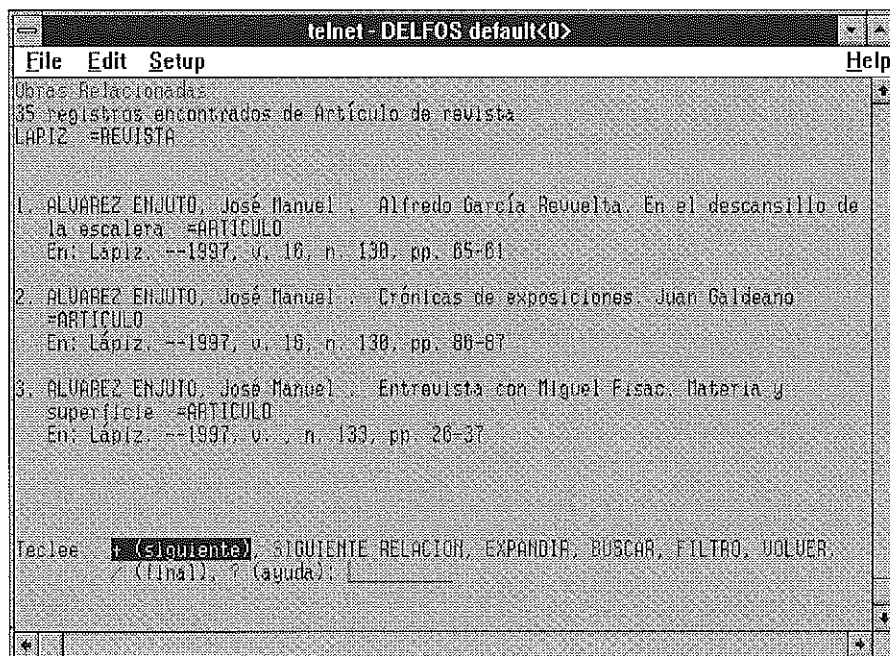 telnet - DELFOS default<0>
File Edit Setup Help
Obras Relacionadas
35 registros encontrados de Artículo de revista
LAPIZ =REVISTA
1. ALVAREZ ENJUTO, José Manuel . Alfredo García Revuelta. En el descansillo de
la escalera =ARTICULO
En: Lápiz. --1997, v. 16, n. 130, pp.
2. ALVAREZ ENJUTO, José Manuel . Crónicas de exposiciones. Juan Galdeano
=ARTICULO
En: Lápiz. --1997, v. 16, n. 130, pp. 86-87
3. ALVAREZ ENJUTO, José Manuel . Entrevista con Miguel Fisac. Materia y
superficie =ARTICULO
En: Lápiz. --1997, v. , n. 133, pp. 26-37
Teclee + (siguiente), SIGUIENTE RELACION, EXPANDIR, BUSCAR, FILTRO, VOLVER,
/ (final), ? (ayuda):